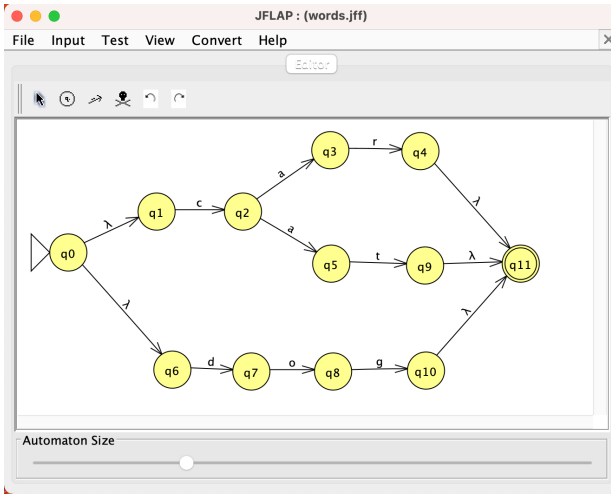 JFLAP : (words.jff)
File Input Test View Convert Help
Editor
q3 r q4
a
q1 c q2
λ λ
q0 a
q5 t q9 λ q11
λ λ
q6 d q7 o q8 g q10
Automaton Size